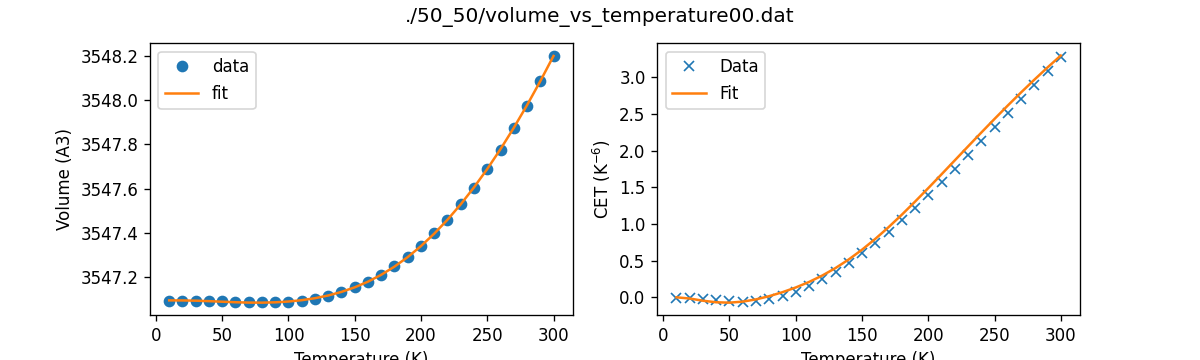 ./50_50/volume_vs_temperature00.dat
Volume (A3)
3548.2
3548.0
3547.8
3547.6
3547.4
3547.2
data
fit
0 50 100 150 200 250 300
Temperature (K)
CET (K⁻⁶)
3.0
2.5
2.0
1.5
1.0
0.5
0.0
Data
Fit
0 50 100 150 200 250 300
Temperature (K)